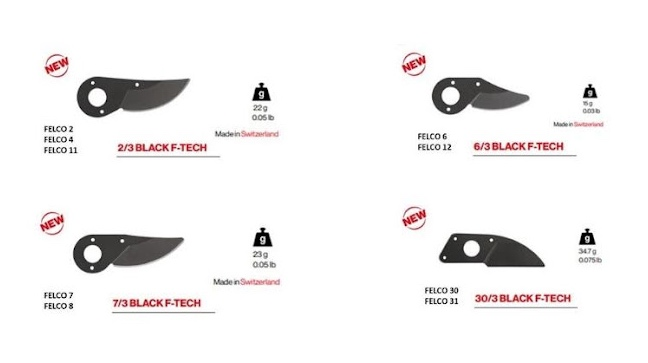 NEW
g
22 g
0.05 lb
Made in Switzerland
FELCO 2
FELCO 4
FELCO 11
2/3 BLACK F-TECH
NEW
g
15 g
0.03 lb
Made in Switzerland
FELCO 6
FELCO 12
6/3 BLACK F-TECH
NEW
g
23 g
0.05 lb
Made in Switzerland
FELCO 7
FELCO 8
7/3 BLACK F-TECH
NEW
g
34.7 g
0.075 lb
FELCO 30
FELCO 31
30/3 BLACK F-TECH